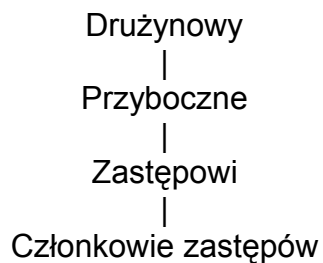 Drużynowy
|
Przyboczne
|
Zastępowi
|
Członkowie zastępów